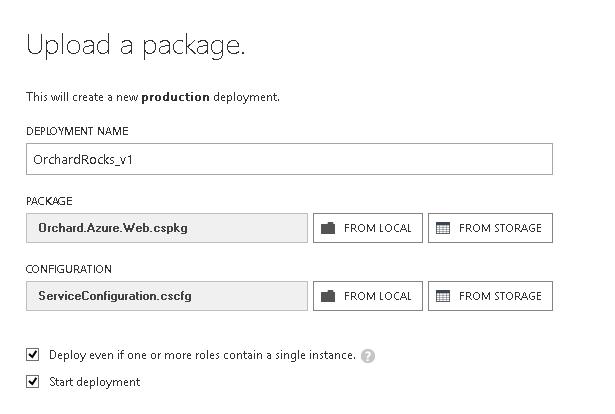 Upload a package.
This will create a new production deployment.
DEPLOYMENT NAME
OrchardRocks_v1
PACKAGE
Orchard.Azure.Web.cspkg FROM LOCAL FROM STORAGE
CONFIGURATION
ServiceConfiguration.cscfg FROM LOCAL FROM STORAGE
Deploy even if one or more roles contain a single instance. ?
Start deployment